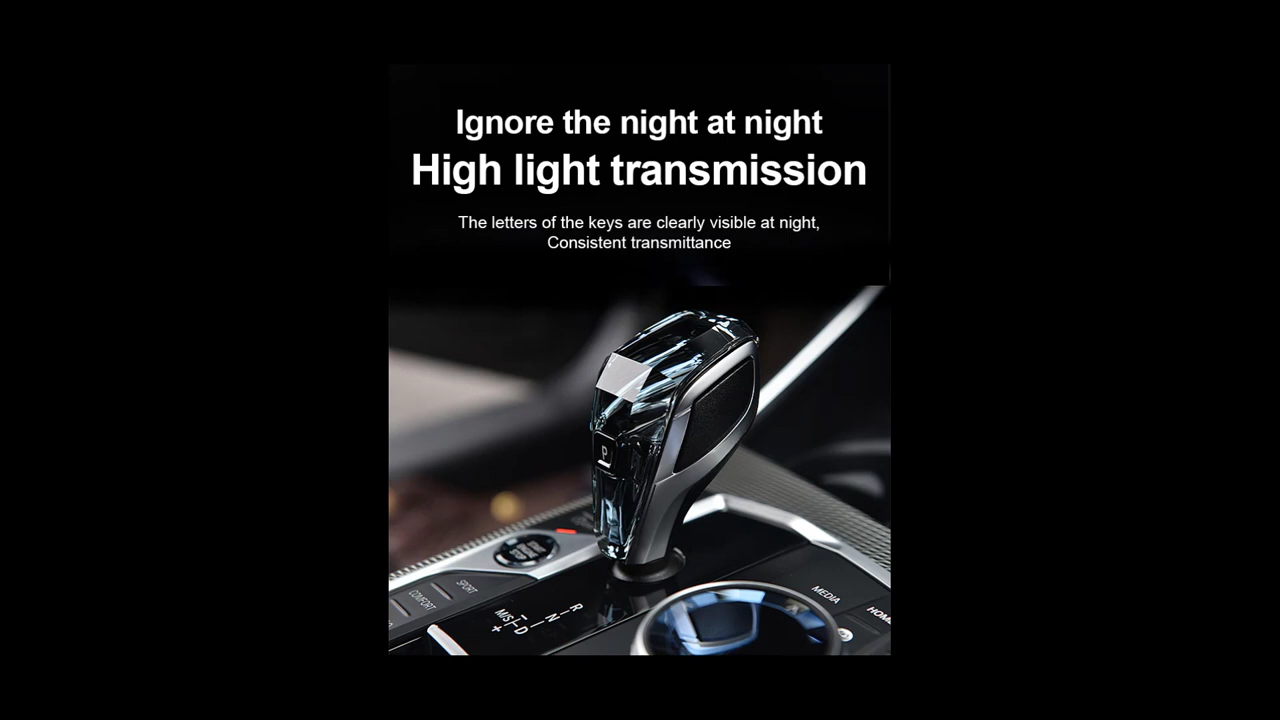 Ignore the night at night
High light transmission
The letters of the keys are clearly visible at night,
Consistent transmittance
P
SPORT
COMFORT
R
N
M/S D
+
MEDIA
HOM